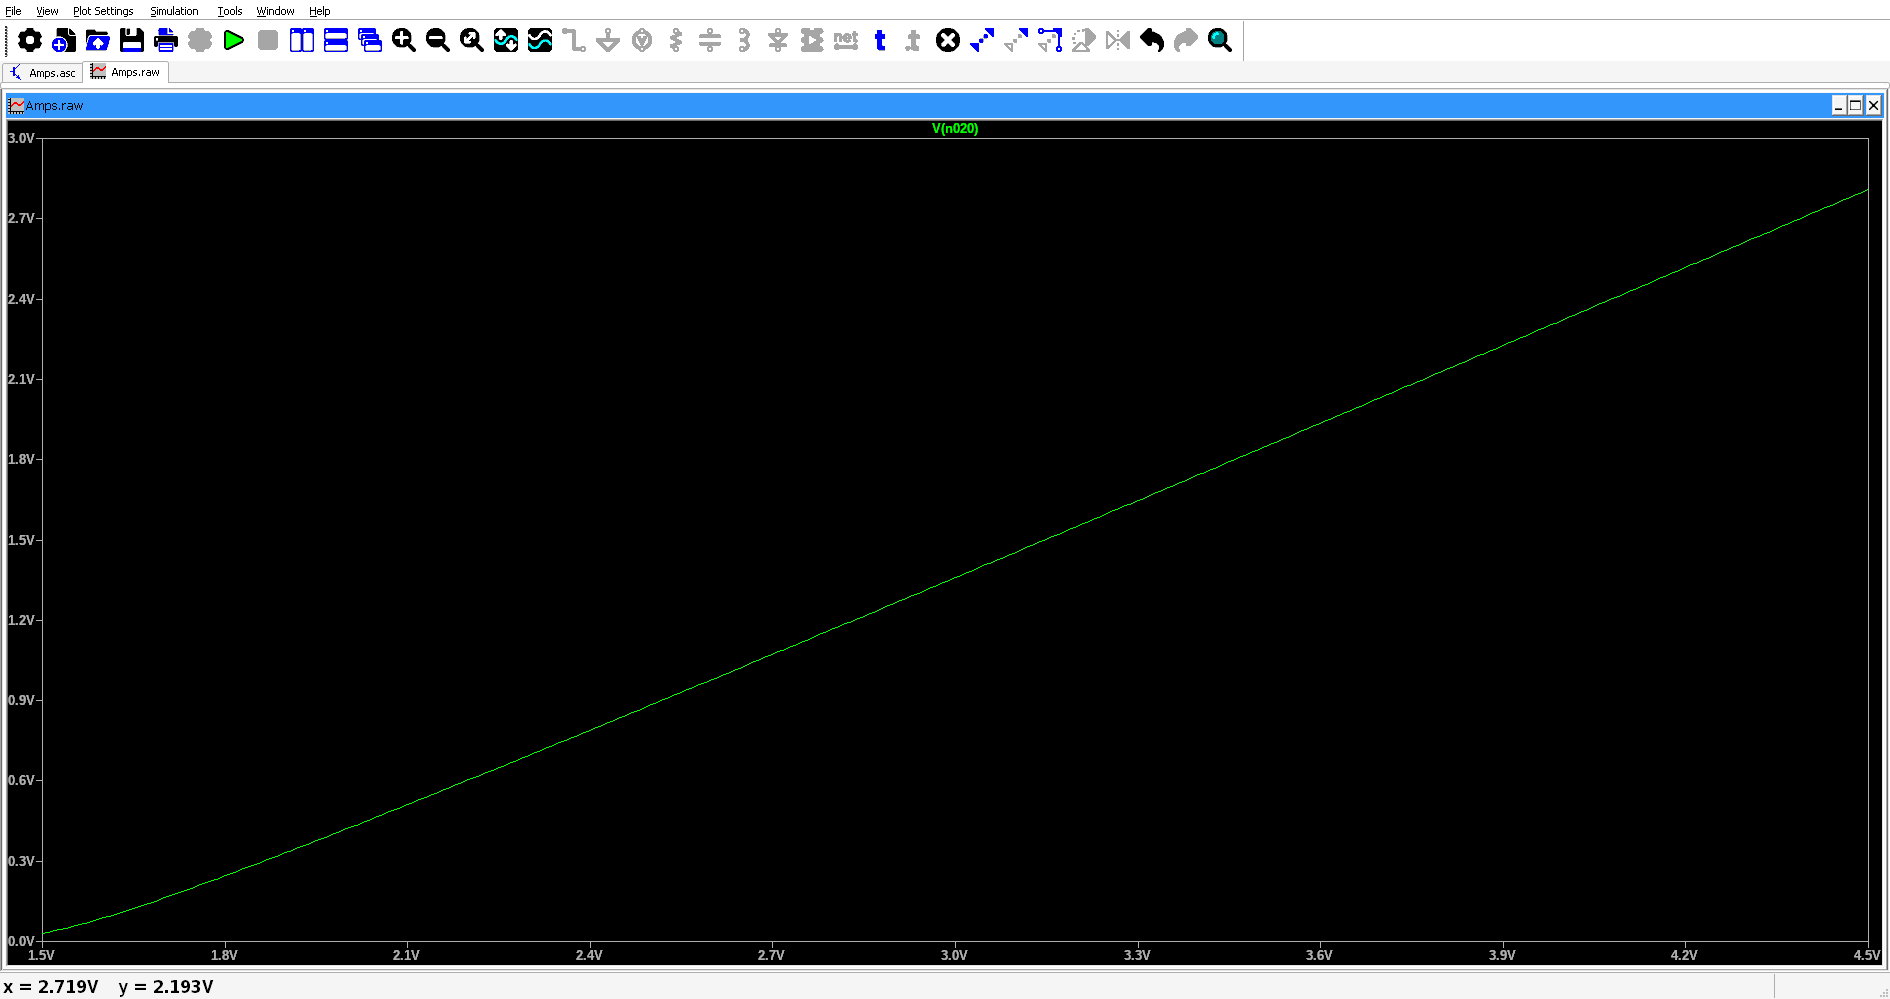 File View Plot Settings Simulation Tools Window Help
net t .t
Amps.asc Amps.raw
Amps.raw
V(n020)
3.0V
2.7V
2.4V
2.1V
1.8V
1.5V
1.2V
0.9V
0.6V
0.3V
0.0V
1.5V 1.8V 2.1V 2.4V 2.7V 3.0V 3.3V 3.6V 3.9V 4.2V 4.5V
x = 2.719V y = 2.193V